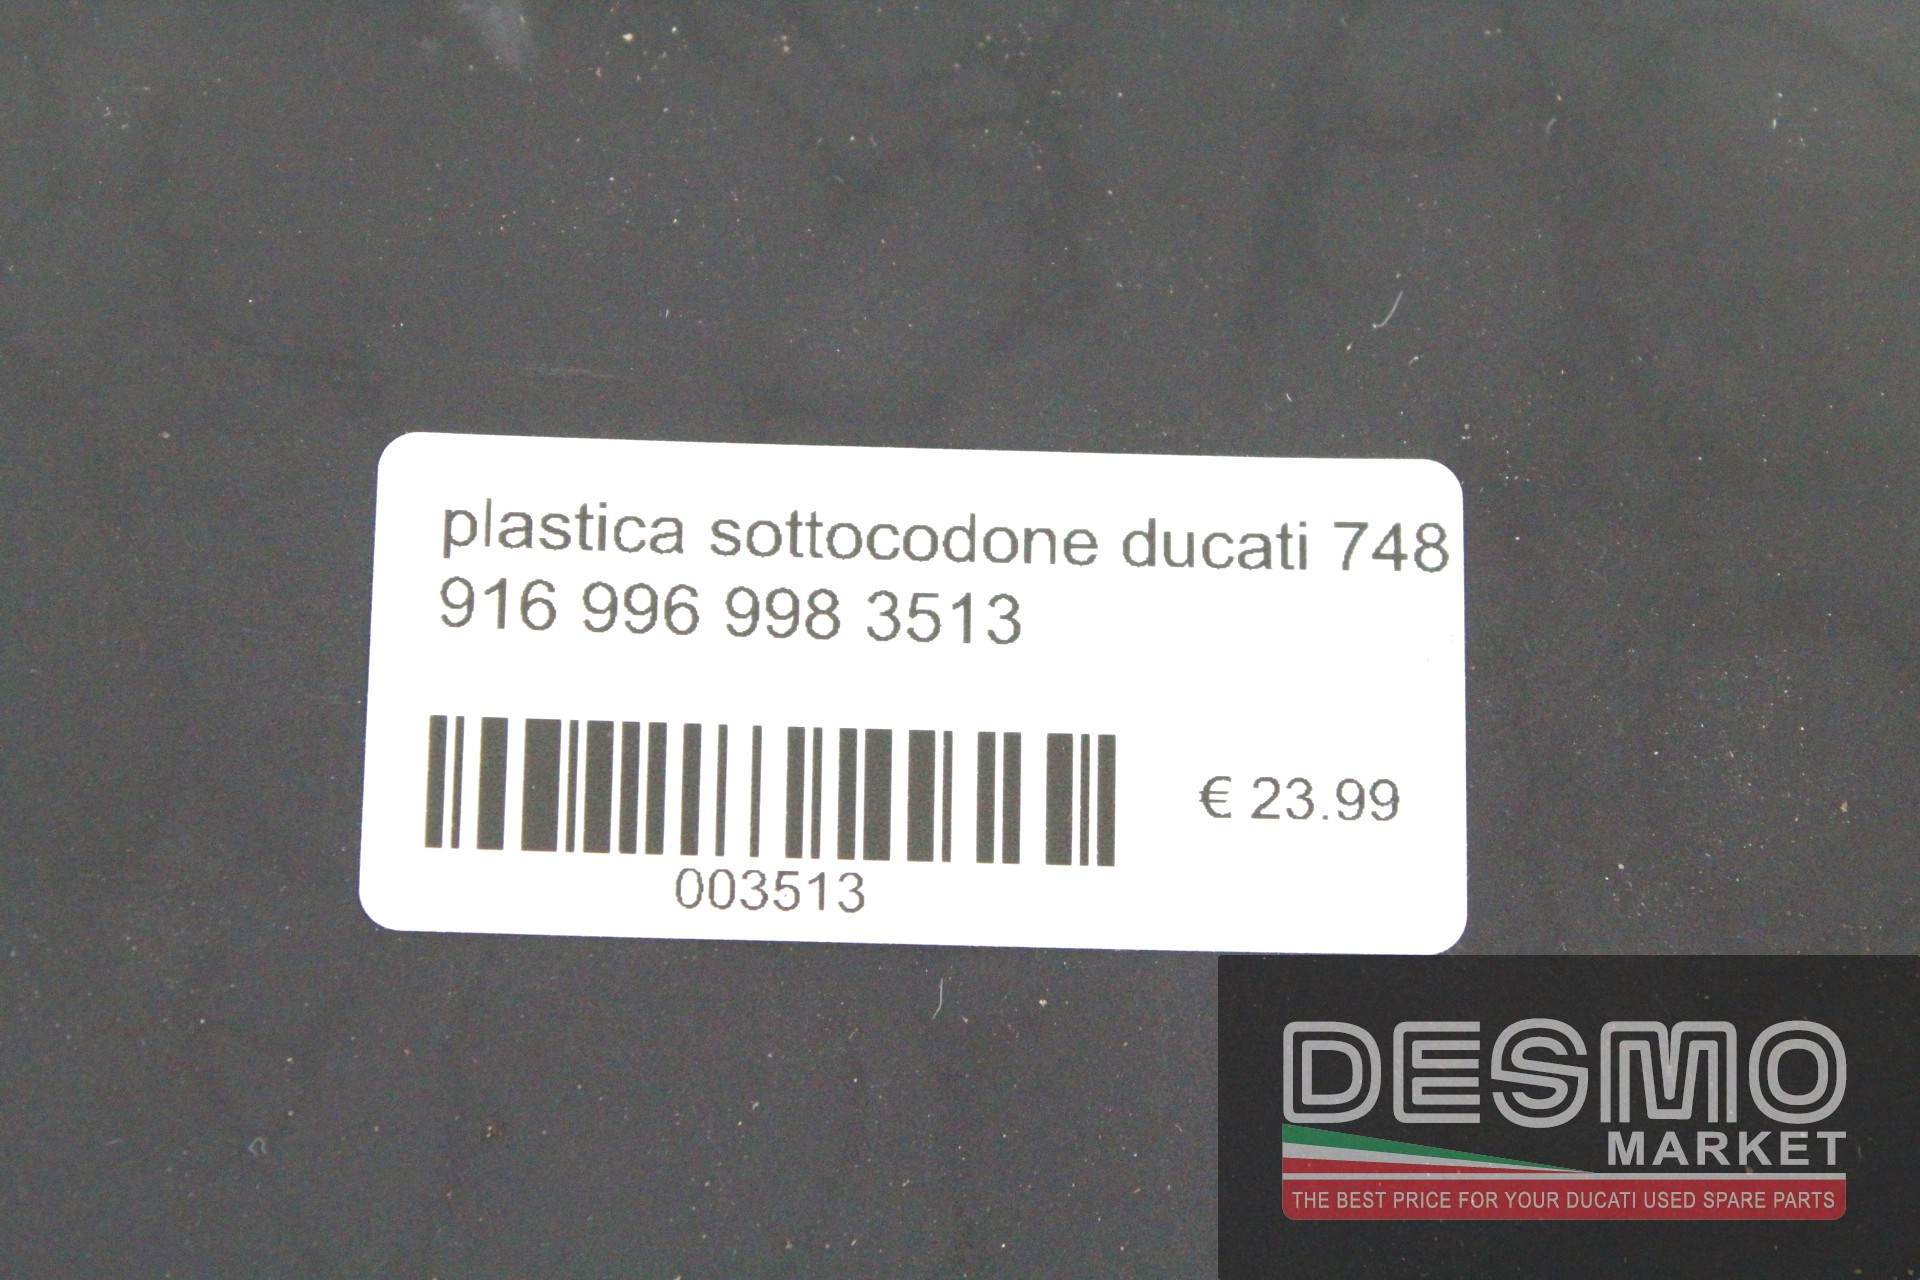 plastica sottocodone ducati 748
916 996 998 3513
€ 23.99
003513
DESMO
MARKET
THE BEST PRICE FOR YOUR DUCATI USED SPARE PARTS